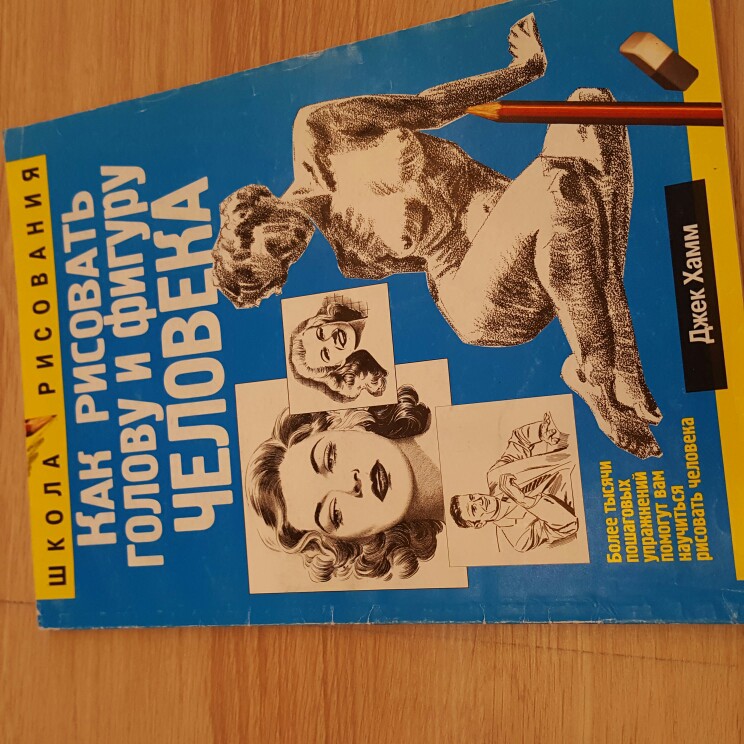 ШКОЛА РИСОВАНИЯ
КАК РИСОВАТЬ
ГОЛОВУ И ФИГУРУ
ЧЕЛОВЕКА
Более тысячи
пошаговых
упражнений
помогут вам
научиться
рисовать человека
Джек Хамм